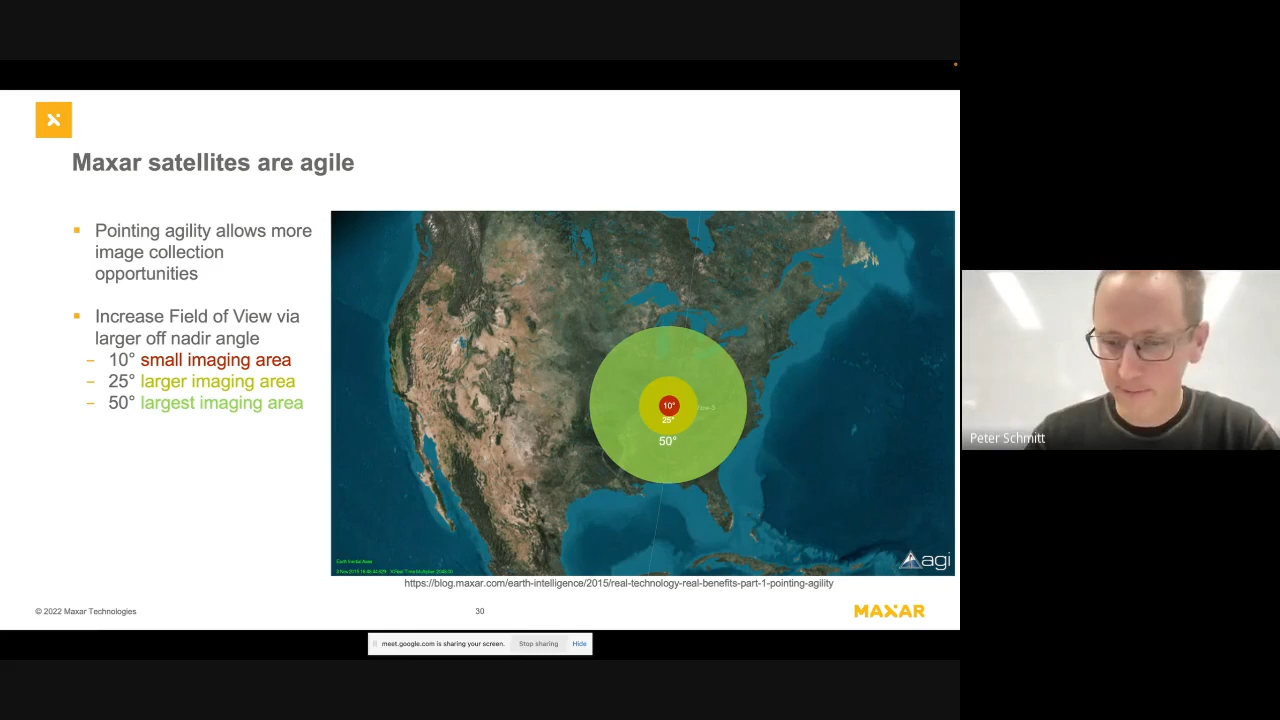 Maxar satellites are agile
Pointing agility allows more
image collection
opportunities
Increase Field of View via
larger off nadir angle
– 10° small imaging area
– 25° larger imaging area
– 50° largest imaging area
10°
25°
50°
agi
https://blog.maxar.com/earth-intelligence/2015/real-technology-real-benefits-part-1-pointing-agility
© 2022 Maxar Technologies
30
MAXAR
meet.google.com is sharing your screen.
Stop sharing
Hide
Peter Schmitt